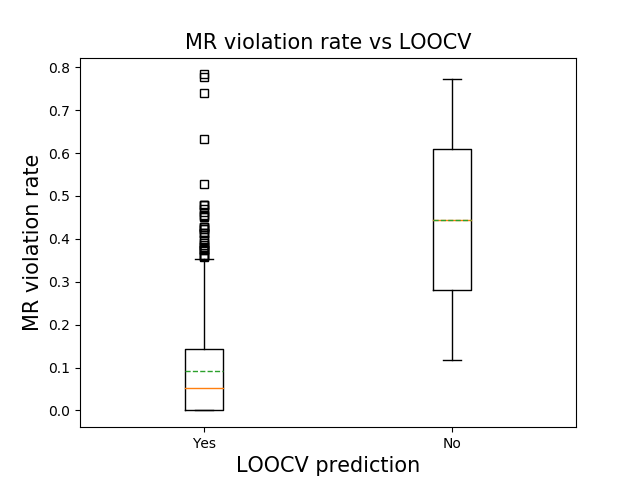 MR violation rate vs LOOCV
MR violation rate
0.8
0.7
0.6
0.5
0.4
0.3
0.2
0.1
0.0
Yes
No
LOOCV prediction